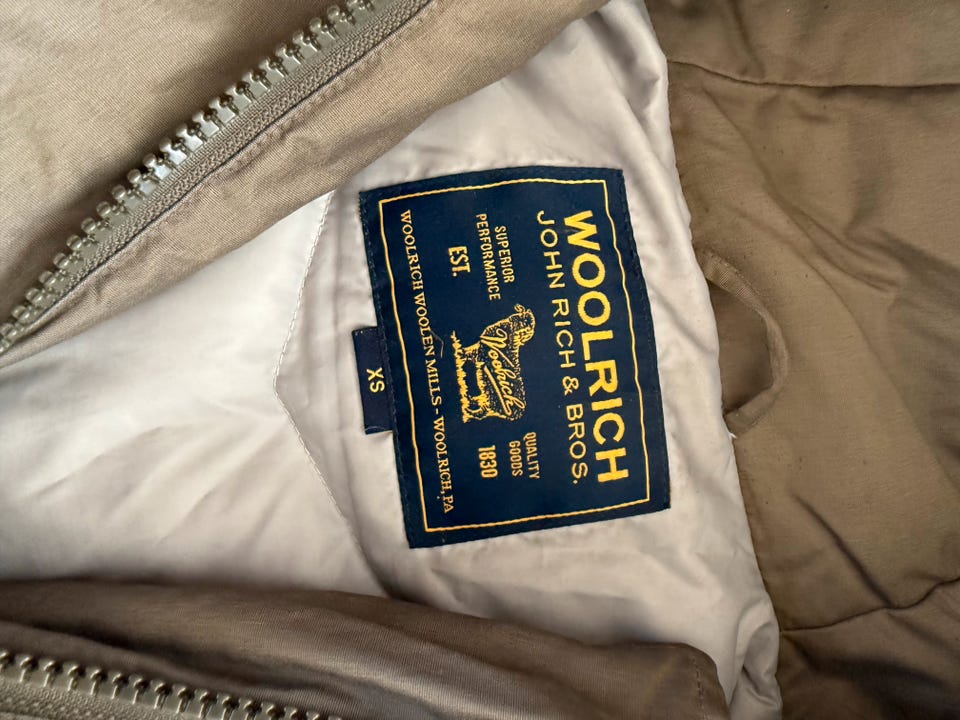 WOOLRICH
JOHN RICH & BROS.
SUPERIOR
PERFORMANCE
QUALITY
GOODS
EST.
Woolrich
1830
WOOLRICH WOOLEN MILLS - WOOLRICH, PA
XS